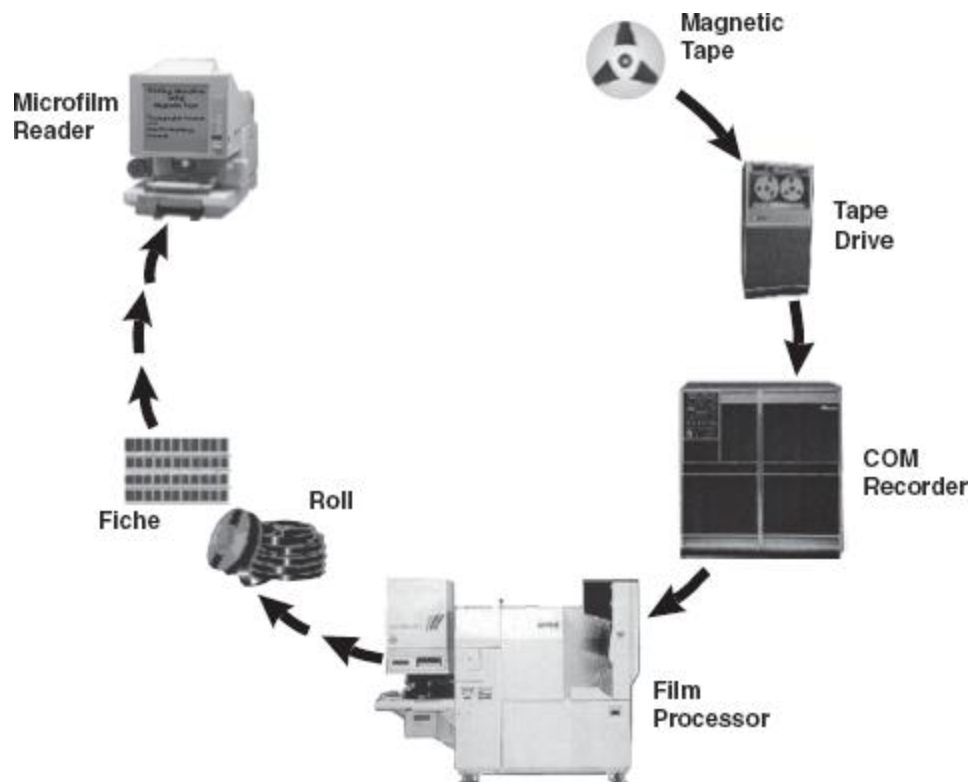 Magnetic
Tape
Microfilm
Reader
Tape
Drive
COM
Recorder
Roll
Fiche
Film
Processor